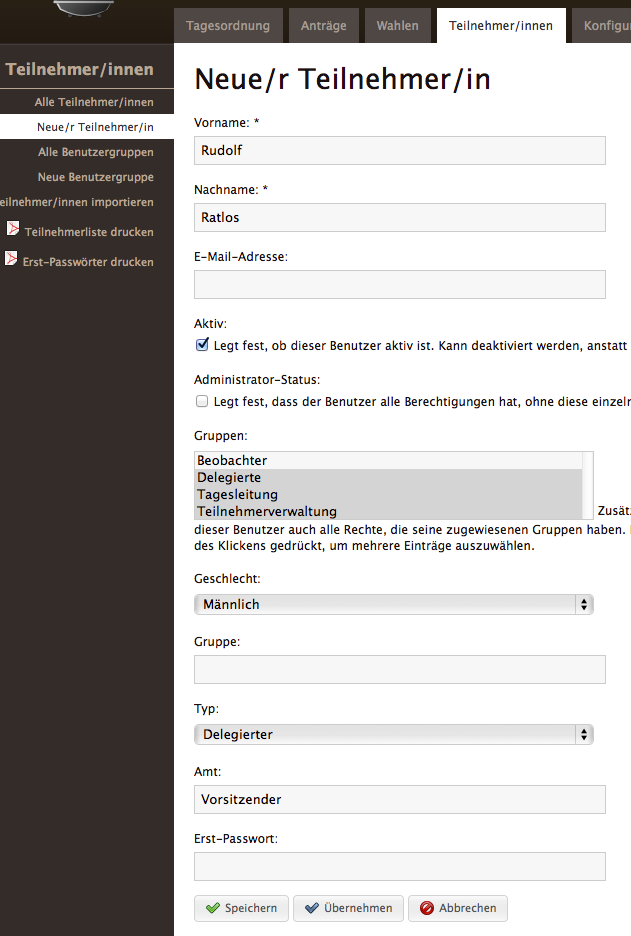 Tagesordnung
Anträge
Wahlen
Teilnehmer/innen
Konfigu
Teilnehmer/innen
Alle Teilnehmer/innen
Neue/r Teilnehmer/in
Alle Benutzergruppen
Neue Benutzergruppe
eilnehmer/innen importieren
Teilnehmerliste drucken
Erst-Passwörter drucken
Neue/r Teilnehmer/in
Vorname: *
Rudolf
Nachname: *
Ratlos
E-Mail-Adresse:
Aktiv:
Legt fest, ob dieser Benutzer aktiv ist. Kann deaktiviert werden, anstatt
Administrator-Status:
Legt fest, dass der Benutzer alle Berechtigungen hat, ohne diese einzeln
Gruppen:
Beobachter
Delegierte
Tagesleitung
Teilnehmerverwaltung
Zusätz
dieser Benutzer auch alle Rechte, die seine zugewiesenen Gruppen haben.
des Klickens gedrückt, um mehrere Einträge auszuwählen.
Geschlecht:
Männlich
Gruppe:
Typ:
Delegierter
Amt:
Vorsitzender
Erst-Passwort:
Speichern
Übernehmen
Abbrechen